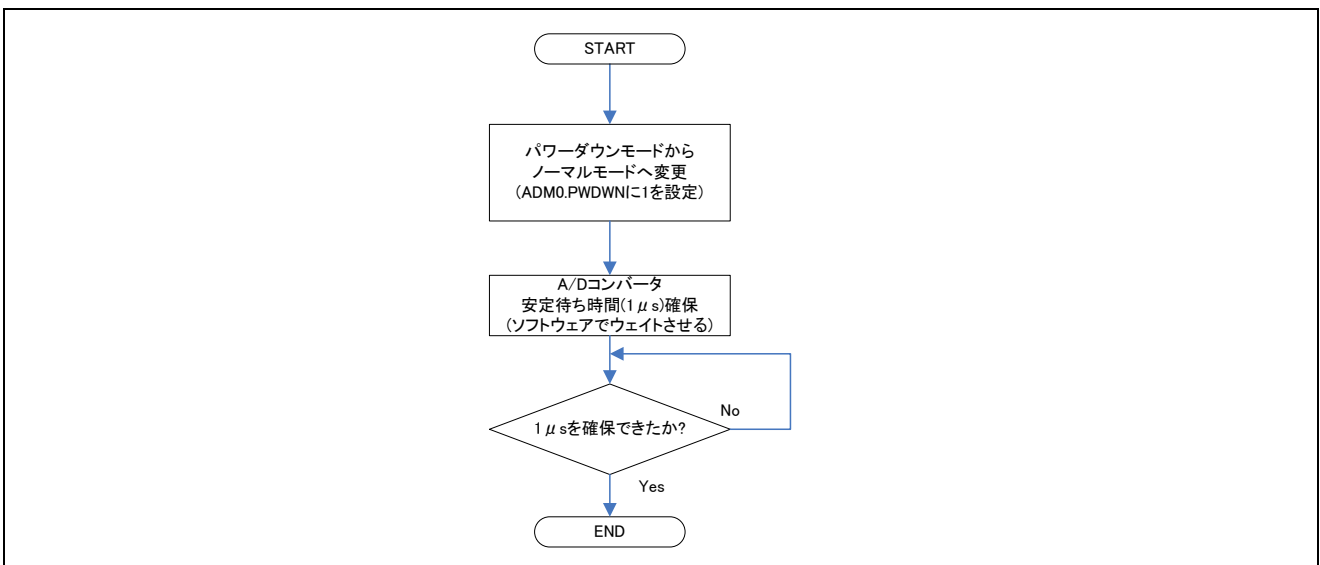 START
パワーダウンモードから
ノーマルモードへ変更
(ADM0.PWDWNに1を設定)
A/Dコンバータ
安定待ち時間(1μs)確保
(ソフトウェアでウェイトさせる)
1μsを確保できたか?
No
Yes
END